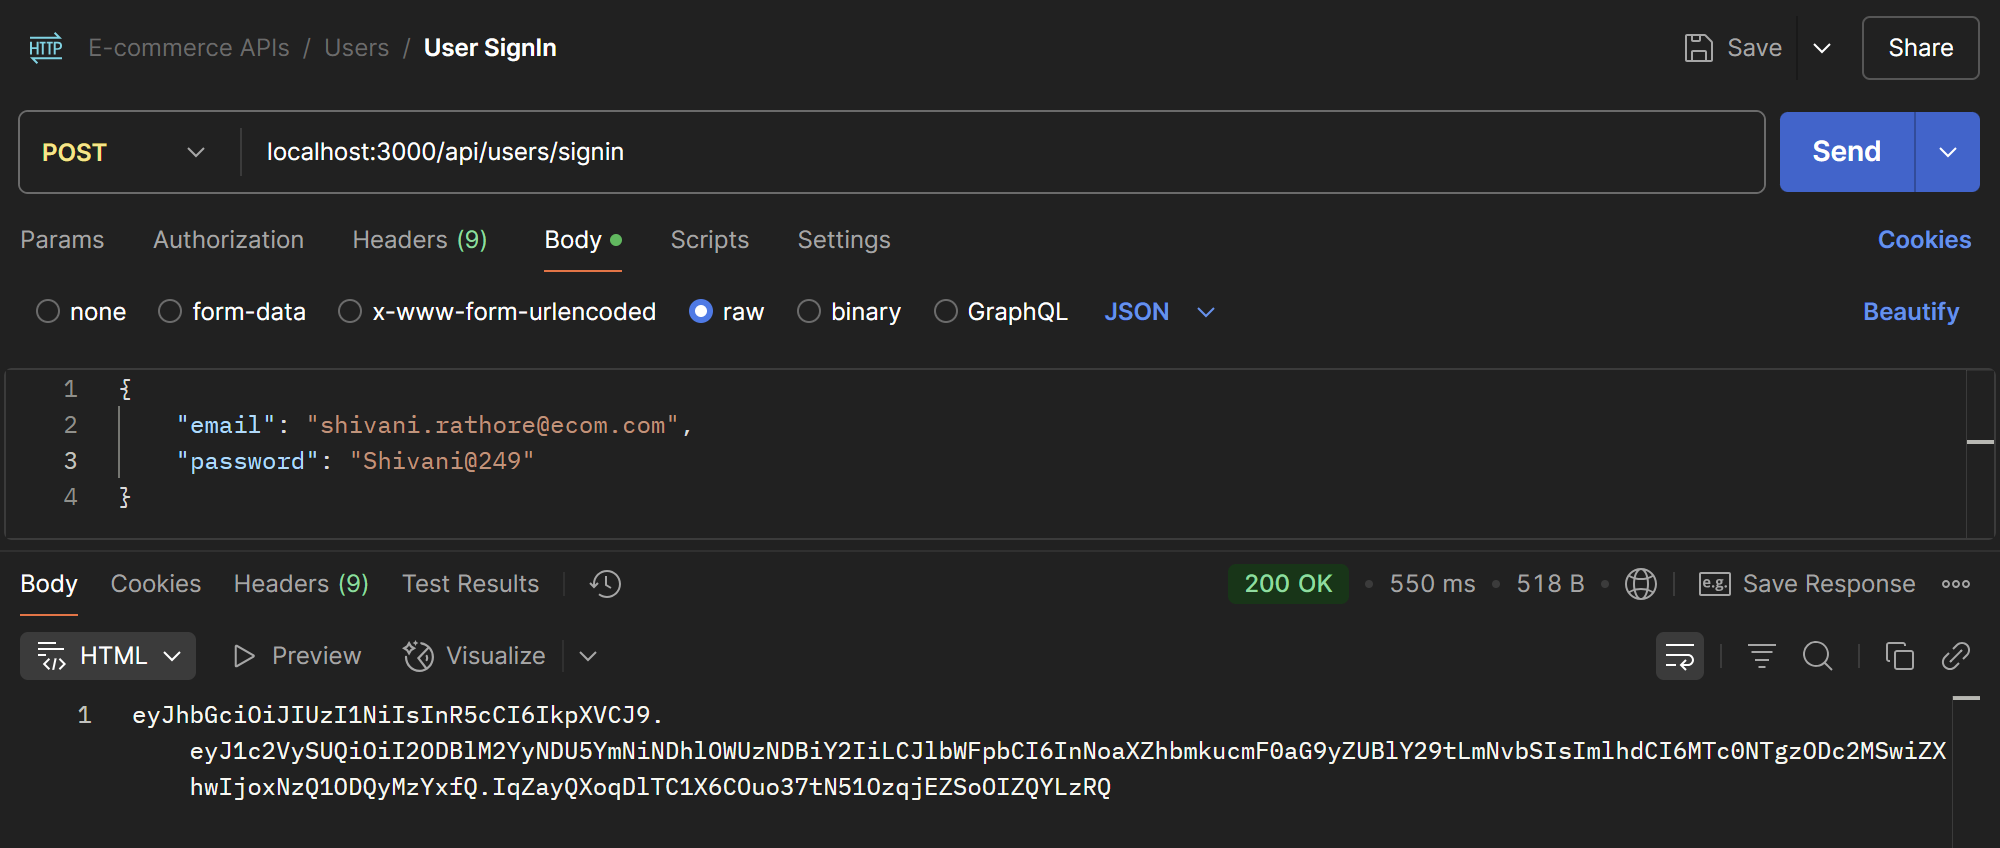 HTTP E-commerce APIs / Users / User SignIn Save Share
POST localhost:3000/api/users/signin Send
Params Authorization Headers (9) Body Scripts Settings Cookies
none form-data x-www-form-urlencoded raw binary GraphQL JSON Beautify
1 {
2 "email": "shivani.rathore@ecom.com",
3 "password": "Shivani@249"
4 }
Body Cookies Headers (9) Test Results 200 OK • 550 ms • 518 B • e.g. Save Response
HTML Preview Visualize
1 eyJhbGciOiJIUzI1NiIsInR5cCI6IkpXVCJ9.
eyJ1c2VySUQiOiI2ODBlM2YyNDU5YmNiNDhlOWUzNDBiY2IiLCJlbWFpbCI6InNoaXZhbmkucmF0aG9yZUBlY29tLmNvbSIsImlhdCI6MTc0NTgzODc2MSwiZX
hwIjoxNzQ1ODQyMzYxfQ.IqZayQXoqDlTC1X6COuo37tN51OzqjEZSoOIZQYLzRQ